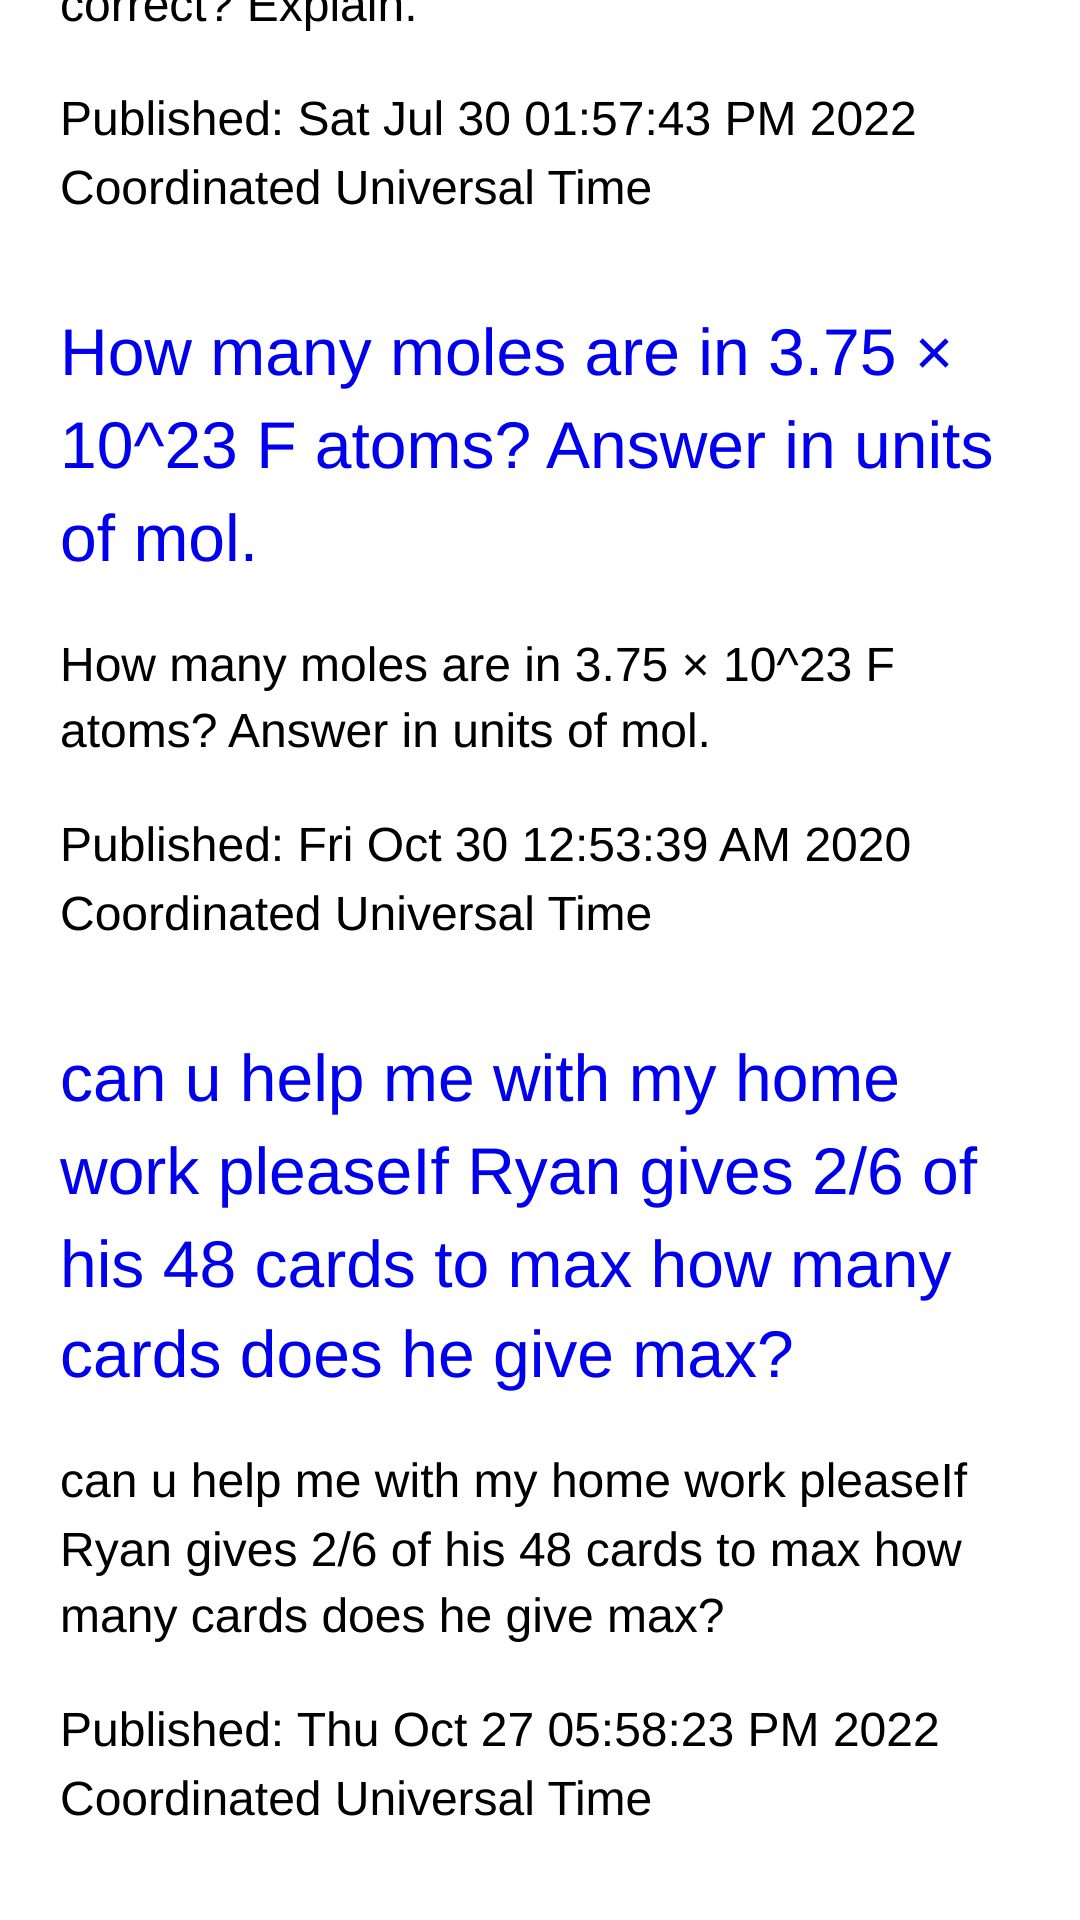 correct? Explain.
Published: Sat Jul 30 01:57:43 PM 2022
Coordinated Universal Time
How many moles are in 3.75 ×
10^23 F atoms? Answer in units
of mol.
How many moles are in 3.75 × 10^23 F
atoms? Answer in units of mol.
Published: Fri Oct 30 12:53:39 AM 2020
Coordinated Universal Time
can u help me with my home
work pleaseIf Ryan gives 2/6 of
his 48 cards to max how many
cards does he give max?
can u help me with my home work pleaseIf
Ryan gives 2/6 of his 48 cards to max how
many cards does he give max?
Published: Thu Oct 27 05:58:23 PM 2022
Coordinated Universal Time